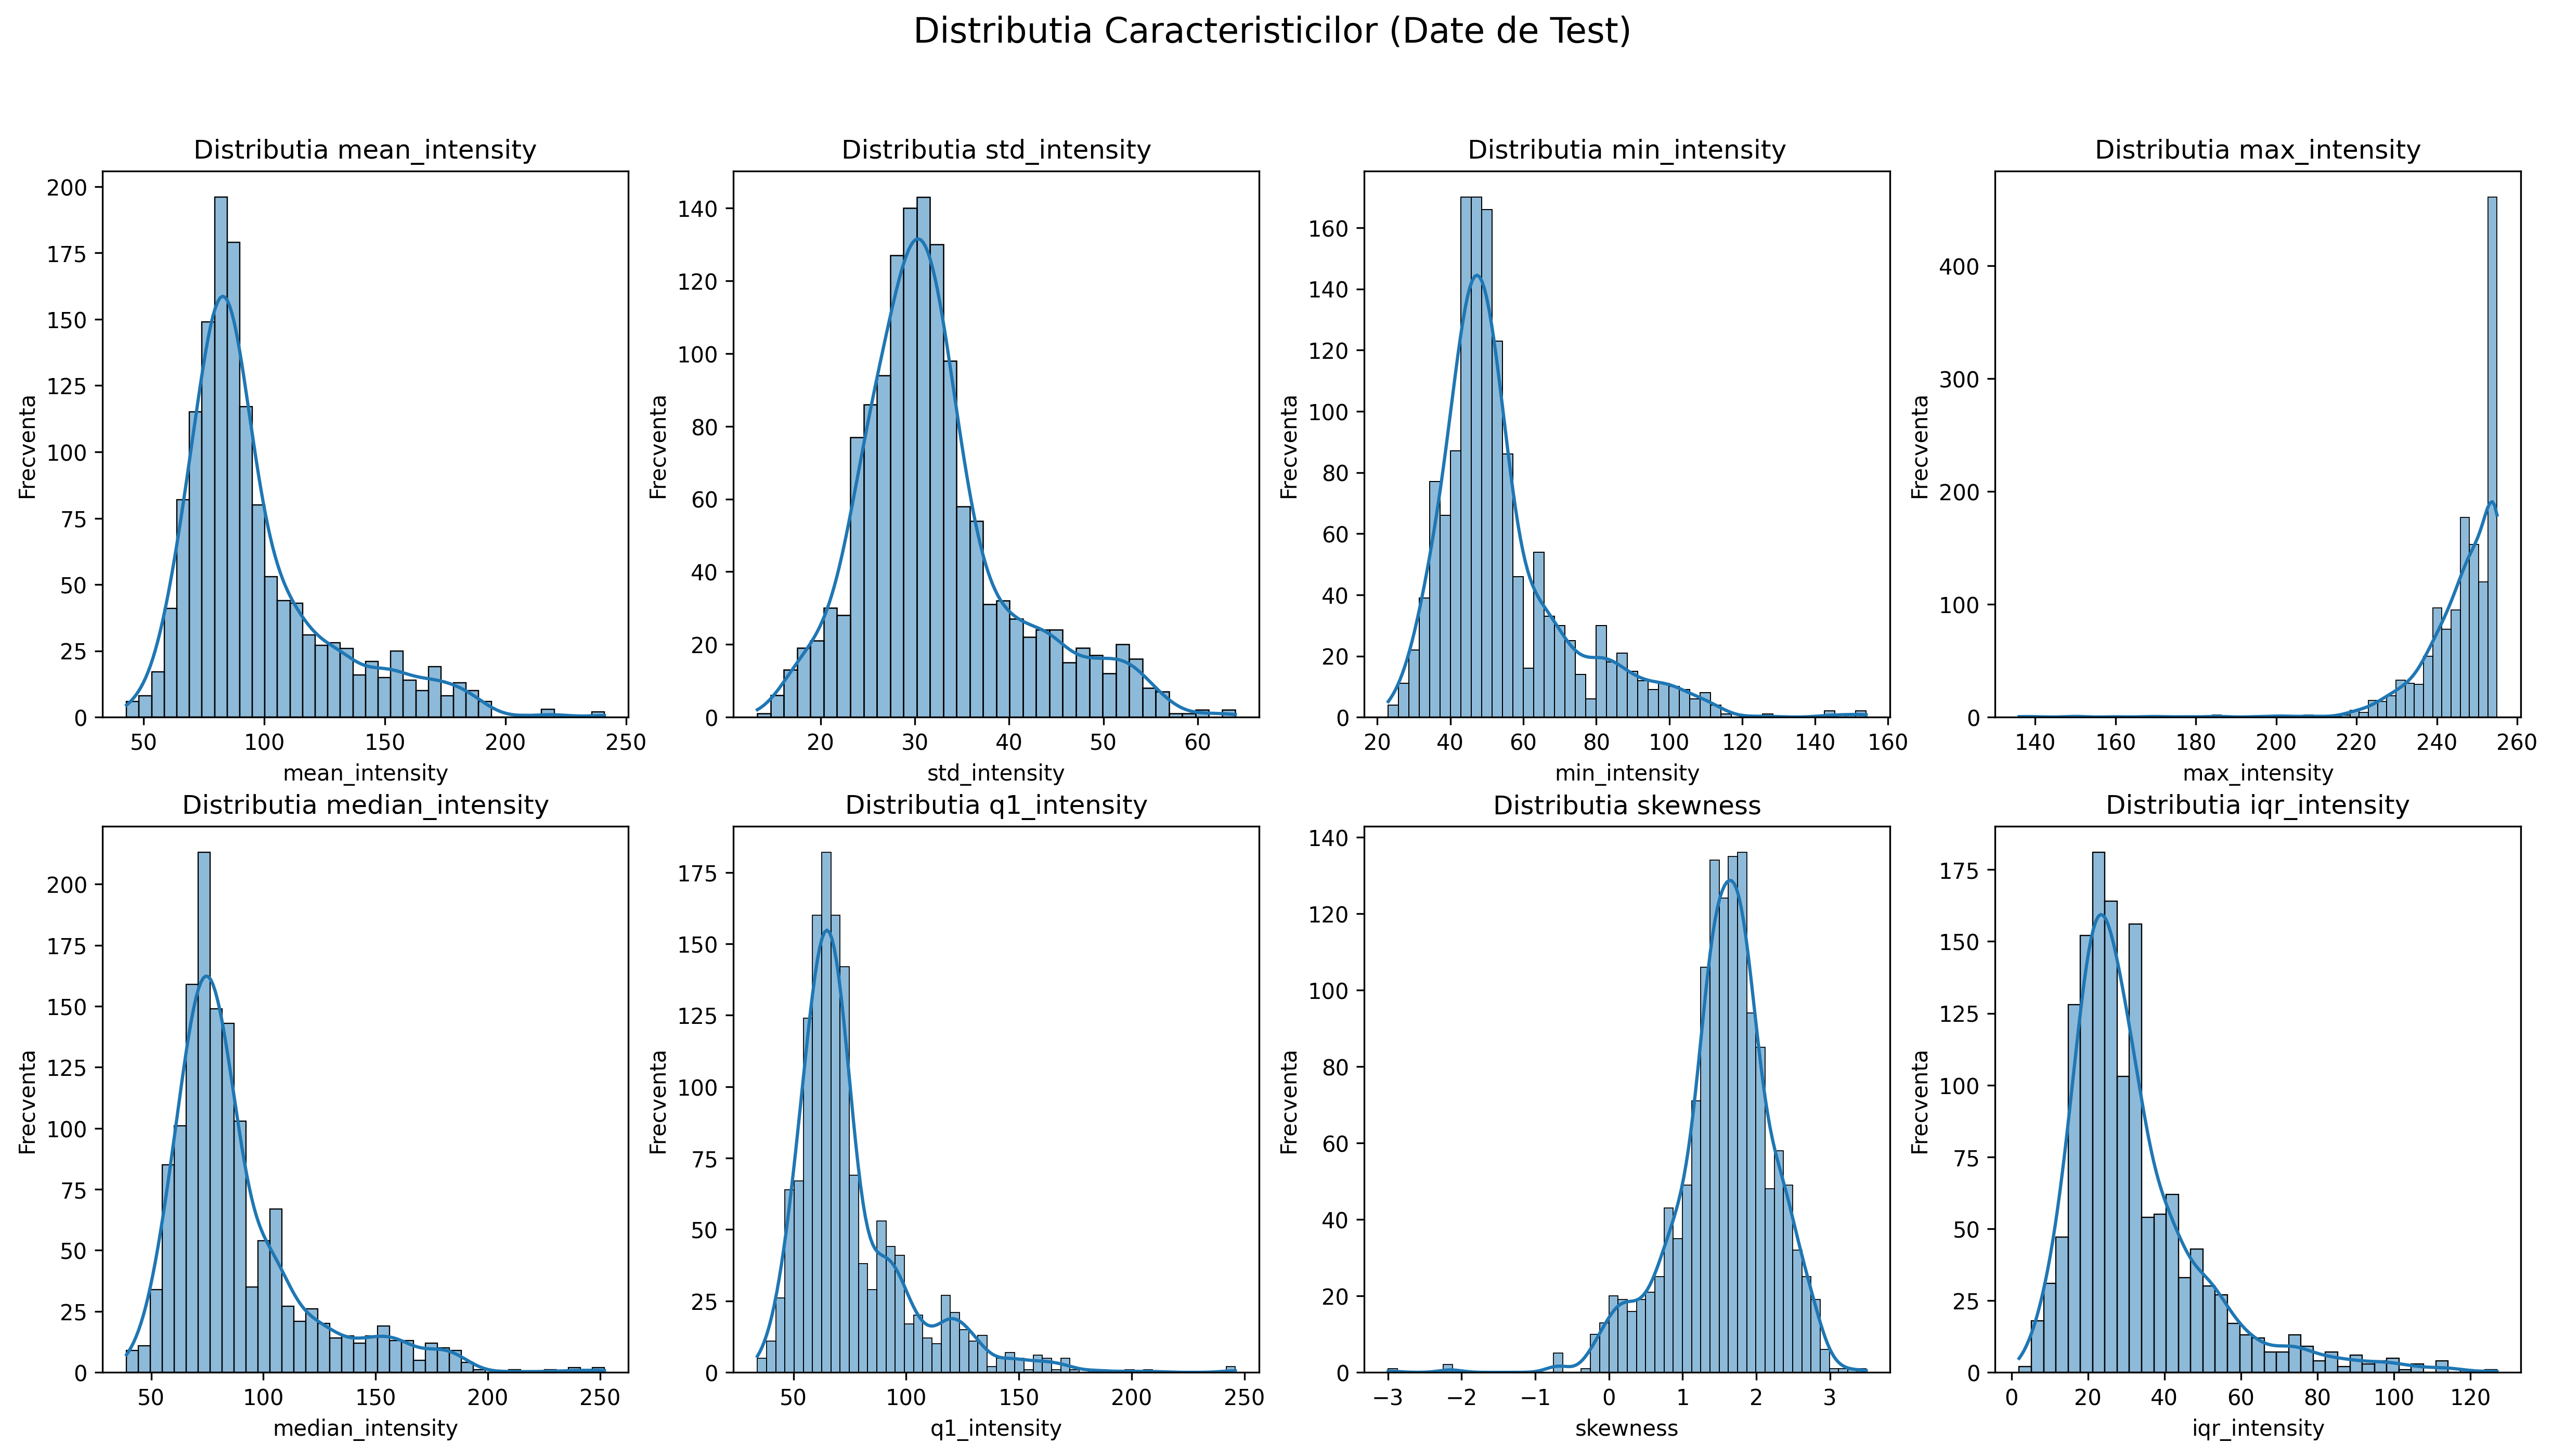 Distributia Caracteristicilor (Date de Test)
Distributia mean_intensity
Distributia std_intensity
Distributia min_intensity
Distributia max_intensity
200
175
150
125
100
75
50
25
0
Frecventa
50 100 150 200 250
mean_intensity
140
120
100
80
60
40
20
0
Frecventa
20 30 40 50 60
std_intensity
160
140
120
100
80
60
40
20
0
Frecventa
20 40 60 80 100 120 140 160
min_intensity
400
300
200
100
0
Frecventa
140 160 180 200 220 240 260
max_intensity
Distributia median_intensity
Distributia q1_intensity
Distributia skewness
Distributia iqr_intensity
200
175
150
125
100
75
50
25
0
Frecventa
50 100 150 200 250
median_intensity
175
150
125
100
75
50
25
0
Frecventa
50 100 150 200 250
q1_intensity
140
120
100
80
60
40
20
0
Frecventa
−3 −2 −1 0 1 2 3
skewness
175
150
125
100
75
50
25
0
Frecventa
0 20 40 60 80 100 120
iqr_intensity